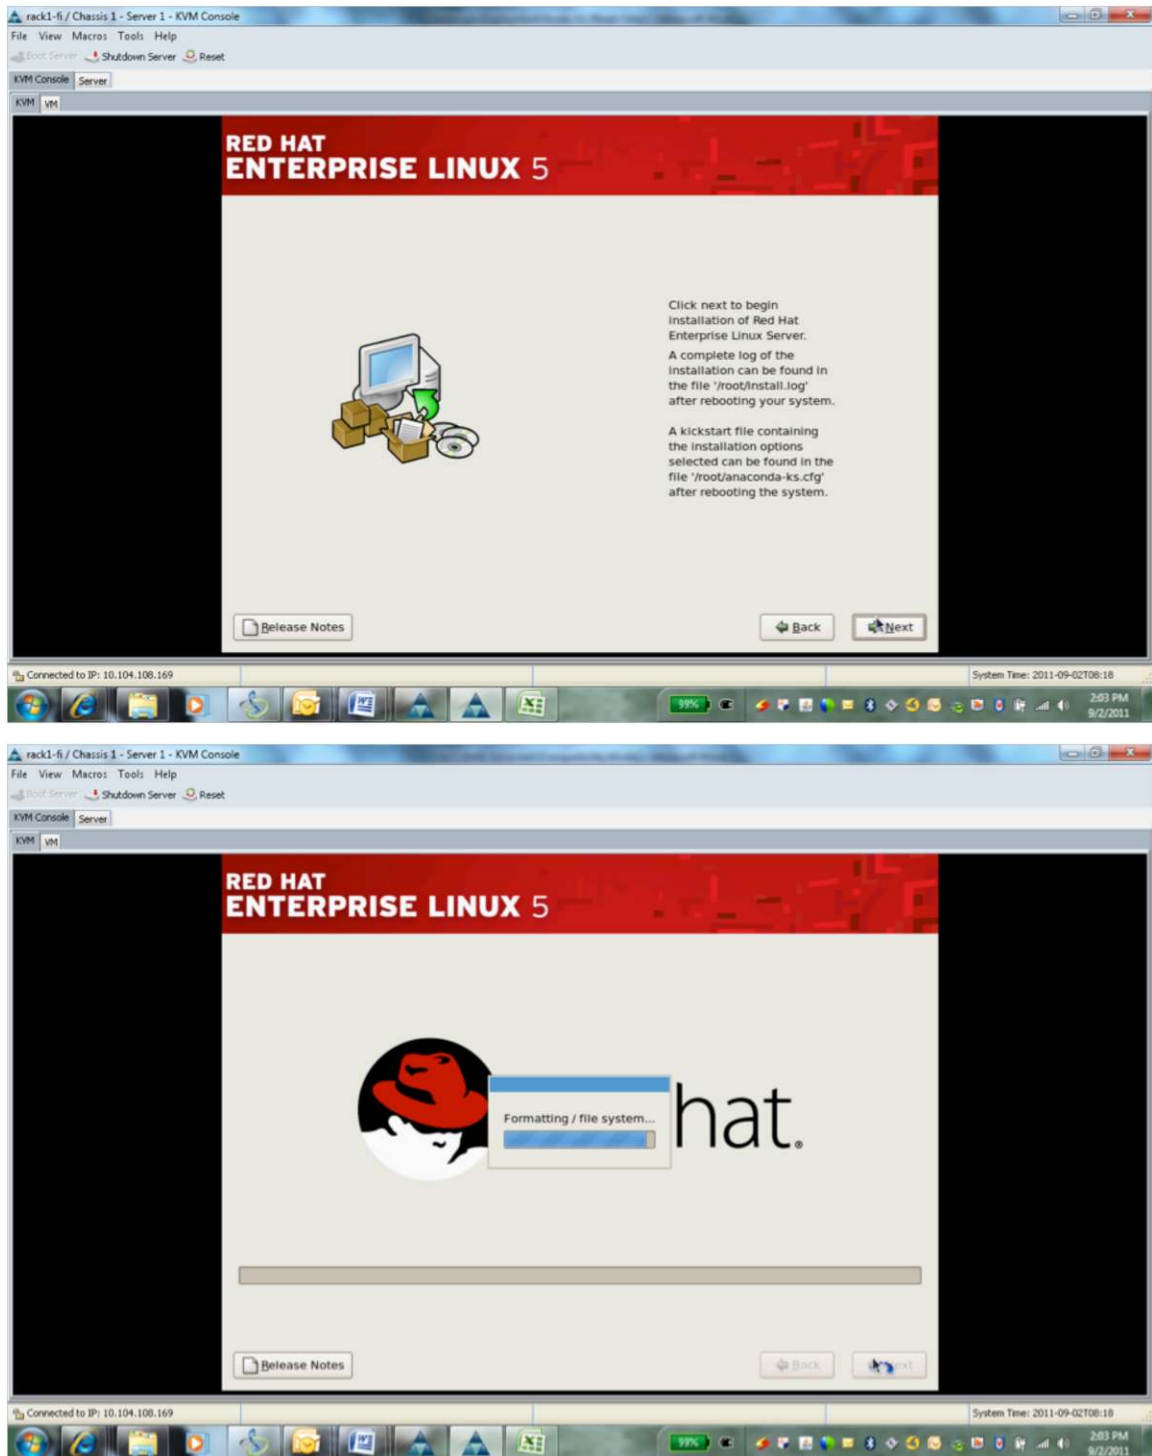 rack1-fi / Chassis 1 - Server 1 - KVM Console
File View Macros Tools Help
Boot Server Shutdown Server Reset
KVM Console Server
KVM VM
RED HAT
ENTERPRISE LINUX 5
Click next to begin
installation of Red Hat
Enterprise Linux Server.
A complete log of the
installation can be found in
the file '/root/install.log'
after rebooting your system.
A kickstart file containing
the installation options
selected can be found in the
file '/root/anaconda-ks.cfg'
after rebooting the system.
Release Notes Back Next
Connected to IP: 10.104.108.169 System Time: 2011-09-02T08:18
99% 2:03 PM
9/2/2011
rack1-fi / Chassis 1 - Server 1 - KVM Console
File View Macros Tools Help
Boot Server Shutdown Server Reset
KVM Console Server
KVM VM
RED HAT
ENTERPRISE LINUX 5
Formatting / file system...
hat.
Release Notes Back
Connected to IP: 10.104.108.169 System Time: 2011-09-02T08:18
99% 2:03 PM
9/2/2011